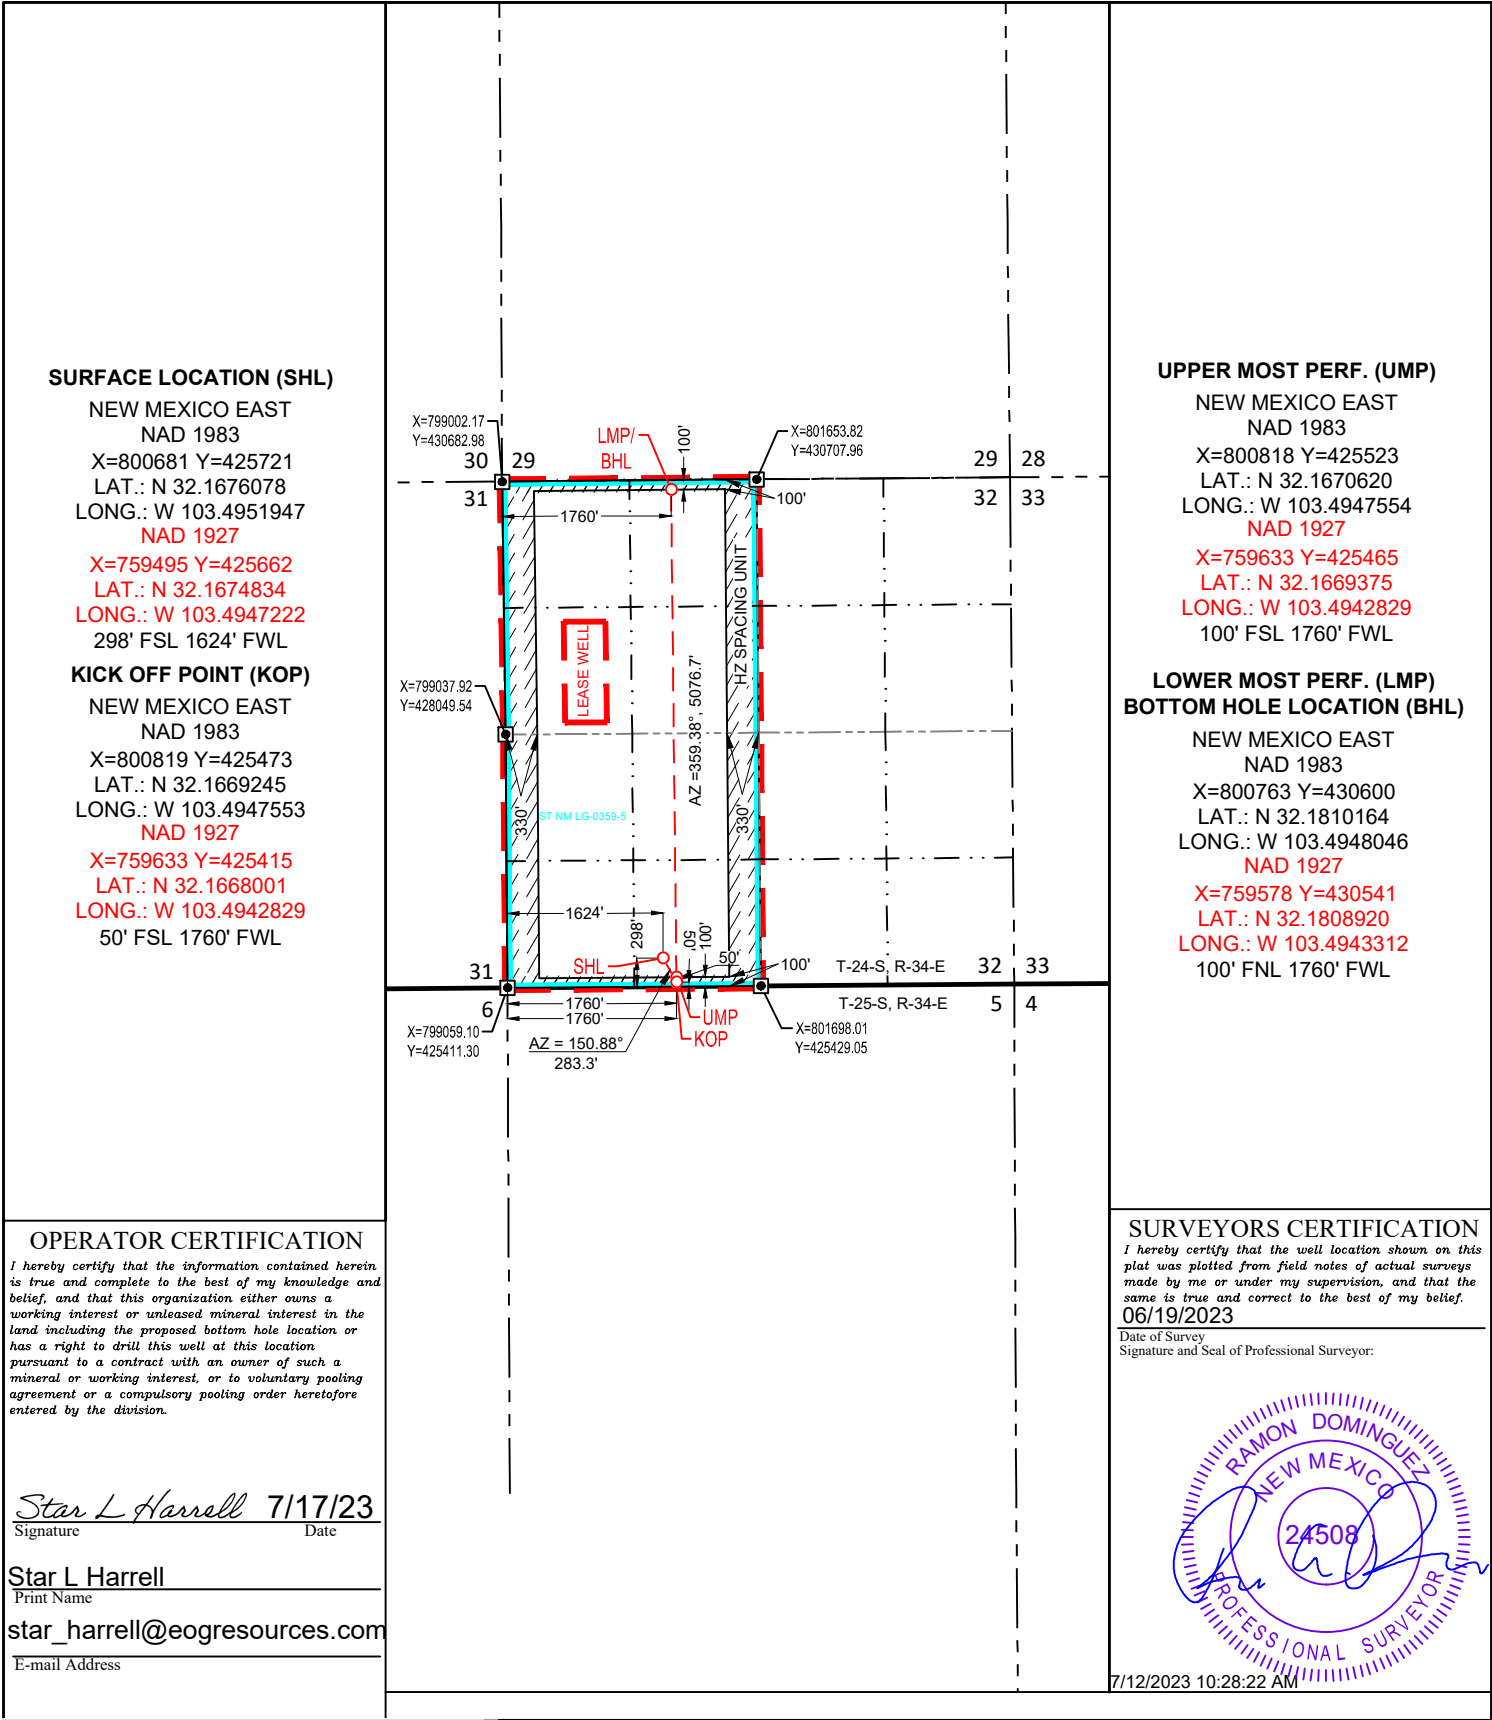 SURFACE LOCATION (SHL)
NEW MEXICO EAST
NAD 1983
X=800681 Y=425721
LAT.: N 32.1676078
LONG.: W 103.4951947
NAD 1927
X=759495 Y=425662
LAT.: N 32.1674834
LONG.: W 103.4947222
298' FSL 1624' FWL
KICK OFF POINT (KOP)
NEW MEXICO EAST
NAD 1983
X=800819 Y=425473
LAT.: N 32.1669245
LONG.: W 103.4947553
NAD 1927
X=759633 Y=425415
LAT.: N 32.1668001
LONG.: W 103.4942829
50' FSL 1760' FWL
X=799002.17
Y=430682.98
LMP/
BHL
100'
X=801653.82
Y=430707.96
30 29
31
29 28
32 33
100'
1760'
HZ SPACING UNIT
LEASE WELL
X=799037.92
Y=428049.54
AZ =359.38°, 5076.7'
330'
330'
ST NM LG-0359-5
1624'
298'
50'
100'
SHL
50'
100'
T-24-S, R-34-E
31
32 33
6
T-25-S, R-34-E
5 4
1760'
1760'
UMP
KOP
X=799059.10
Y=425411.30
AZ = 150.88°
283.3'
X=801698.01
Y=425429.05
UPPER MOST PERF. (UMP)
NEW MEXICO EAST
NAD 1983
X=800818 Y=425523
LAT.: N 32.1670620
LONG.: W 103.4947554
NAD 1927
X=759633 Y=425465
LAT.: N 32.1669375
LONG.: W 103.4942829
100' FSL 1760' FWL
LOWER MOST PERF. (LMP)
BOTTOM HOLE LOCATION (BHL)
NEW MEXICO EAST
NAD 1983
X=800763 Y=430600
LAT.: N 32.1810164
LONG.: W 103.4948046
NAD 1927
X=759578 Y=430541
LAT.: N 32.1808920
LONG.: W 103.4943312
100' FNL 1760' FWL
OPERATOR CERTIFICATION
I hereby certify that the information contained herein
is true and complete to the best of my knowledge and
belief, and that this organization either owns a
working interest or unleased mineral interest in the
land including the proposed bottom hole location or
has a right to drill this well at this location
pursuant to a contract with an owner of such a
mineral or working interest, or to voluntary pooling
agreement or a compulsory pooling order heretofore
entered by the division.
Star L Harrell 7/17/23
Signature Date
Star L Harrell
Print Name
star_harrell@eogresources.com
E-mail Address
SURVEYORS CERTIFICATION
I hereby certify that the well location shown on this
plat was plotted from field notes of actual surveys
made by me or under my supervision, and that the
same is true and correct to the best of my belief.
06/19/2023
Date of Survey
Signature and Seal of Professional Surveyor:
RAMON DOMINGUEZ
NEW MEXICO
24508
PROFESSIONAL SURVEYOR
7/12/2023 10:28:22 AM